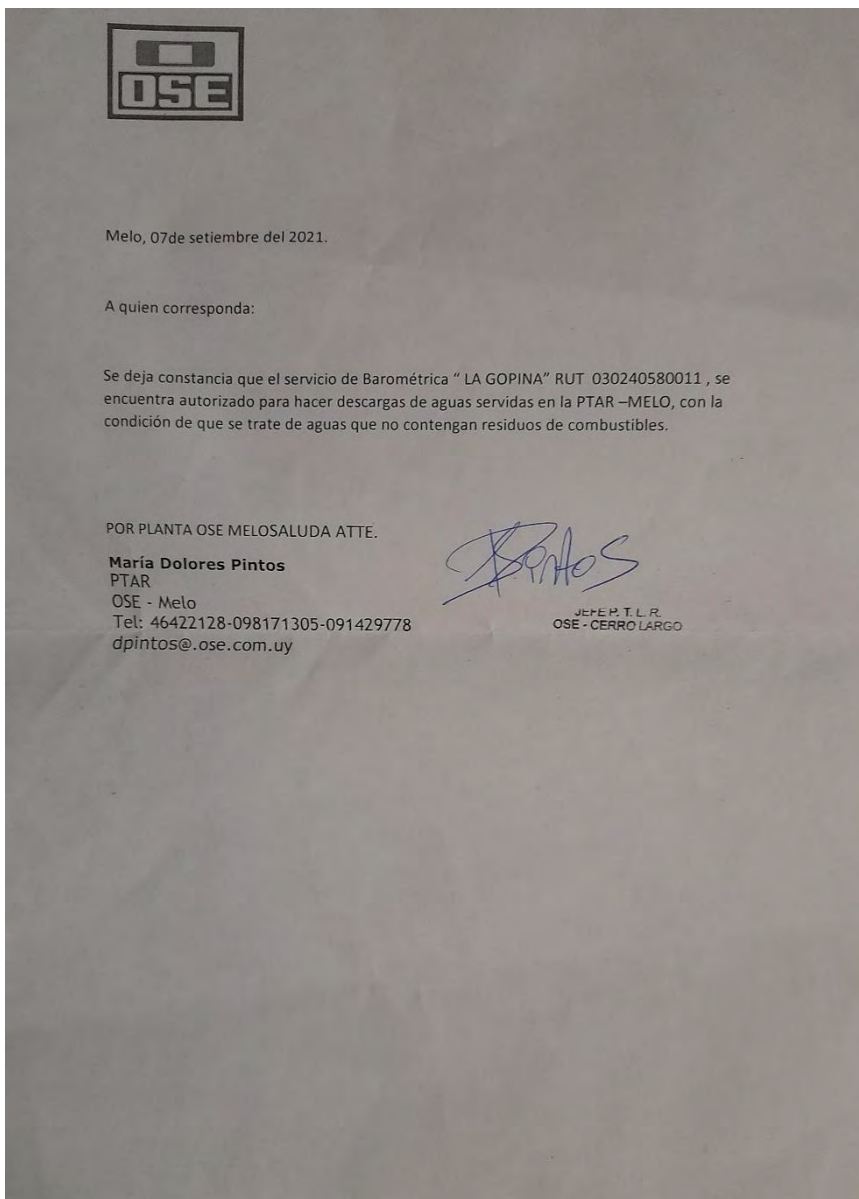 OSE
Melo, 07de setiembre del 2021.
A quien corresponda:
Se deja constancia que el servicio de Barométrica “ LA GOPINA” RUT 030240580011 , se
encuentra autorizado para hacer descargas de aguas servidas en la PTAR –MELO, con la
condición de que se trate de aguas que no contengan residuos de combustibles.
POR PLANTA OSE MELOSALUDA ATTE.
María Dolores Pintos
PTAR
OSE - Melo
Tel: 46422128-098171305-091429778
dpintos@.ose.com.uy
DPintos
JEFE P. T. L. R.
OSE - CERRO LARGO